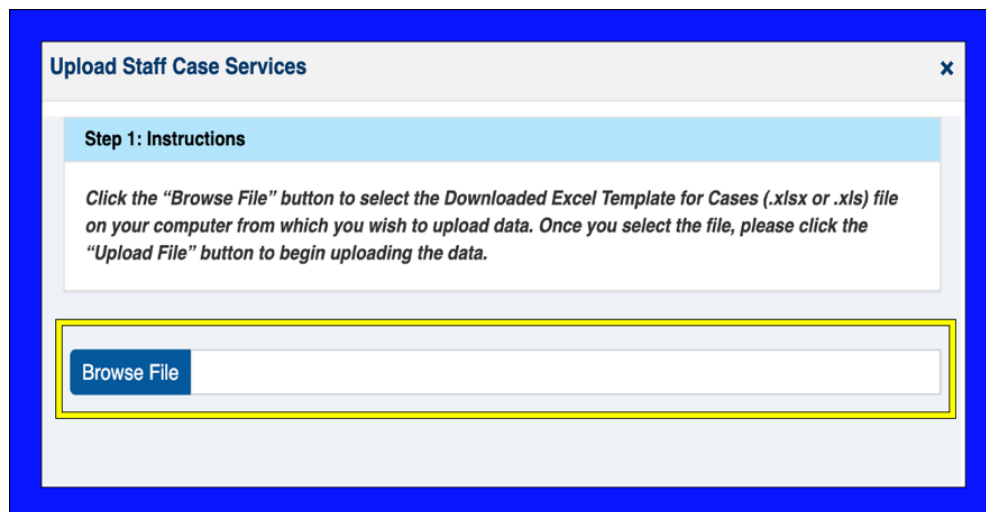 Upload Staff Case Services
×
Step 1: Instructions
Click the “Browse File” button to select the Downloaded Excel Template for Cases (.xlsx or .xls) file
on your computer from which you wish to upload data. Once you select the file, please click the
“Upload File” button to begin uploading the data.
Browse File